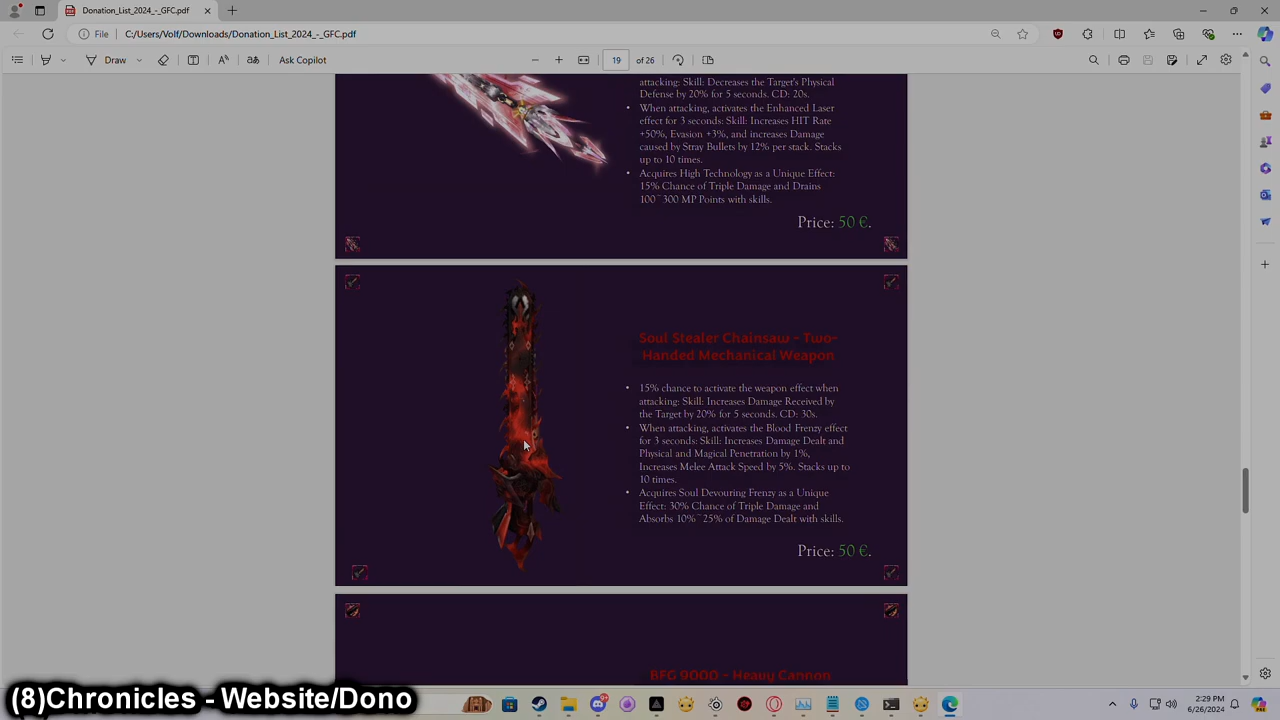 Donation_List_2024_-_GFC.pdf
File
C:/Users/Volf/Downloads/Donation_List_2024_-_GFC.pdf
Draw
Ask Copilot
19 of 26
attacking: Skill: Decreases the Target's Physical
Defense by 20% for 5 seconds. CD: 20s.
• When attacking, activates the Enhanced Laser
effect for 3 seconds: Skill: Increases HIT Rate
+50%, Evasion +3%, and increases Damage
caused by Stray Bullets by 12% per stack. Stacks
up to 10 times.
• Acquires High Technology as a Unique Effect:
15% Chance of Triple Damage and Drains
100~300 MP Points with skills.
Price: 50 €.
Soul Stealer Chainsaw - Two-
Handed Mechanical Weapon
• 15% chance to activate the weapon effect when
attacking: Skill: Increases Damage Received by
the Target by 20% for 5 seconds. CD: 30s.
• When attacking, activates the Blood Frenzy effect
for 3 seconds: Skill: Increases Damage Dealt and
Physical and Magical Penetration by 1%,
Increases Melee Attack Speed by 5%. Stacks up to
10 times.
• Acquires Soul Devouring Frenzy as a Unique
Effect: 30% Chance of Triple Damage and
Absorbs 10%~25% of Damage Dealt with skills.
Price: 50 €.
BFG 9000 - Heavy Cannon
(8)Chronicles - Website/Dono
2:29 PM
6/26/2024